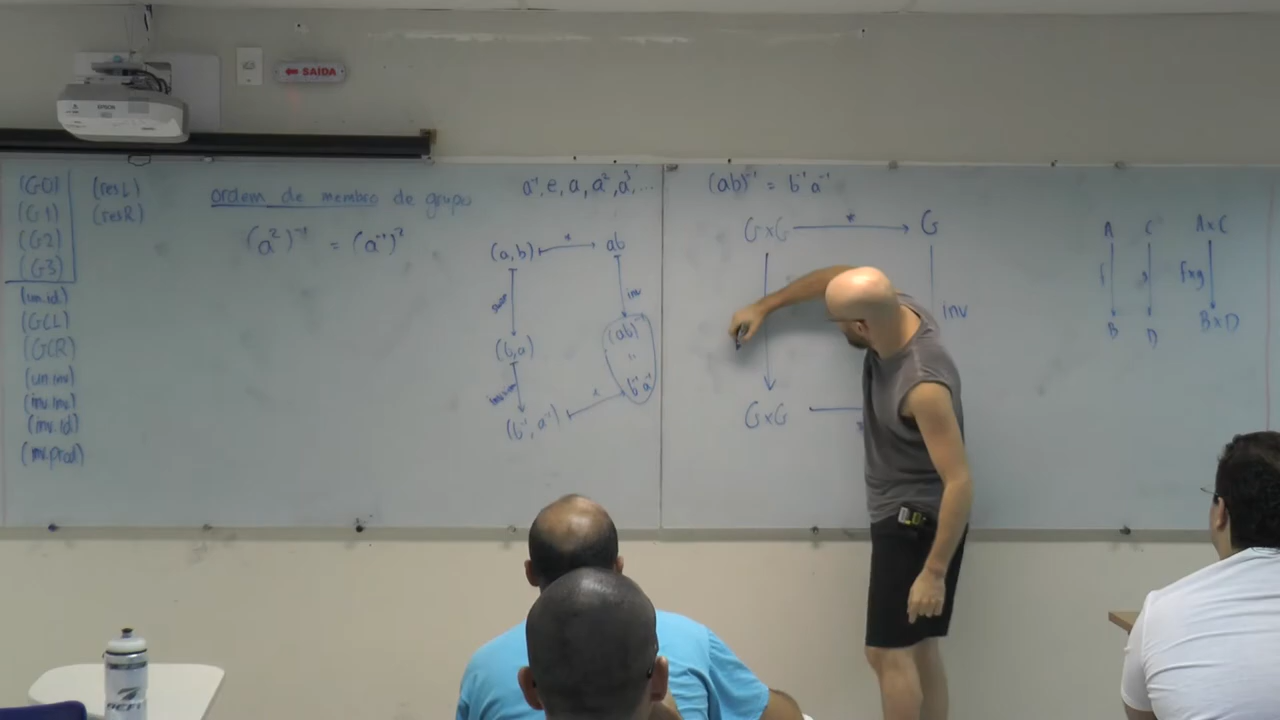 EPSON
⬅ SAÍDA
(G0)
(G1)
(G2)
(G3)
(un.id)
(GCL)
(GCR)
(un.inv)
(inv.inv)
(inv.id)
(inv.prod)
(resL)
(resR)
ordem de membro de grupo
(a²)⁻¹ = (a⁻¹)²
a⁻¹, e, a, a², a³, ...
(a,b) * ab
inv
(b,a)
(ab)⁻¹
"
b⁻¹a⁻¹
(b⁻¹, a⁻¹)
(ab)⁻¹ = b⁻¹a⁻¹
G×G * G
inv
G×G
A C A×C
f g f×g
B D B×D